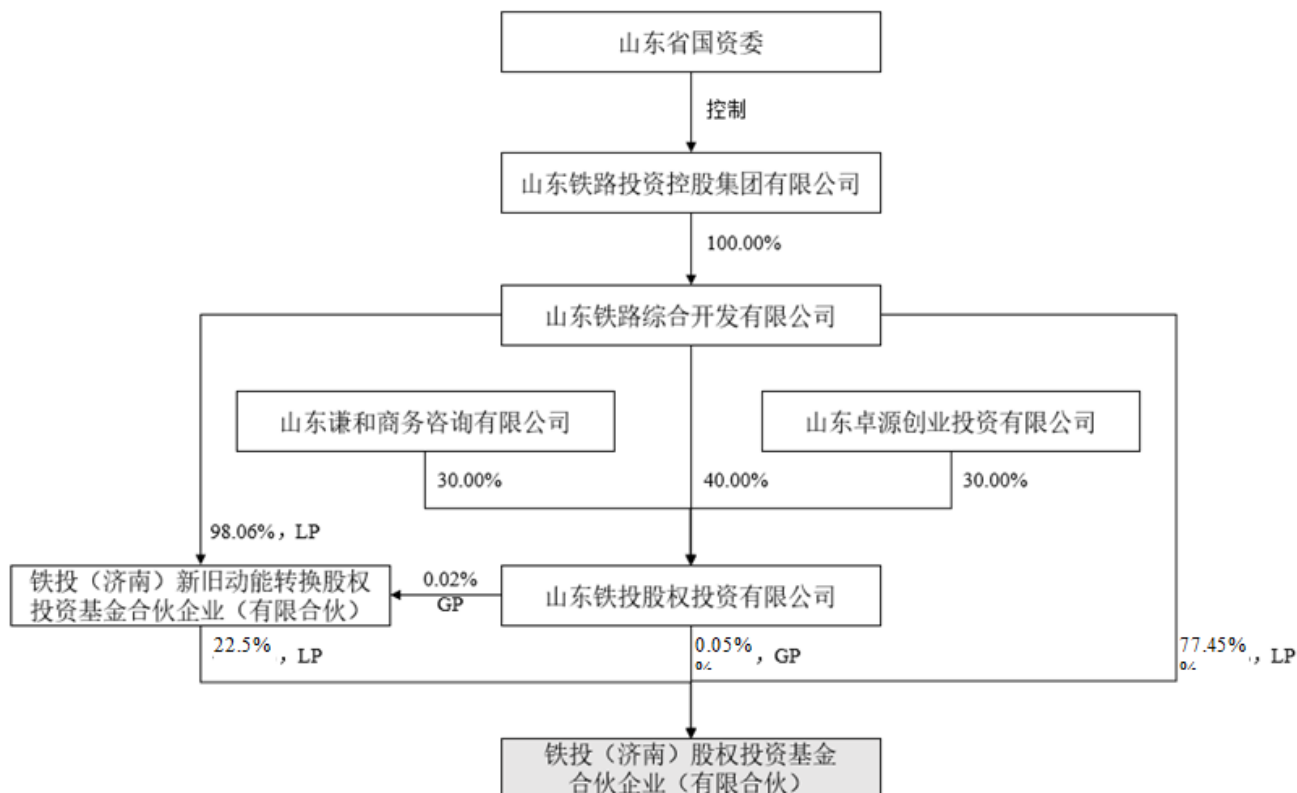 山东省国资委
控制
山东铁路投资控股集团有限公司
100.00%
山东铁路综合开发有限公司
山东谦和商务咨询有限公司
山东卓源创业投资有限公司
30.00%
40.00%
30.00%
98.06%，LP
铁投（济南）新旧动能转换股权
投资基金合伙企业（有限合伙）
0.02%
GP
山东铁投股权投资有限公司
22.5%，LP
0.05%，GP
77.45%，LP
铁投（济南）股权投资基金
合伙企业（有限合伙）